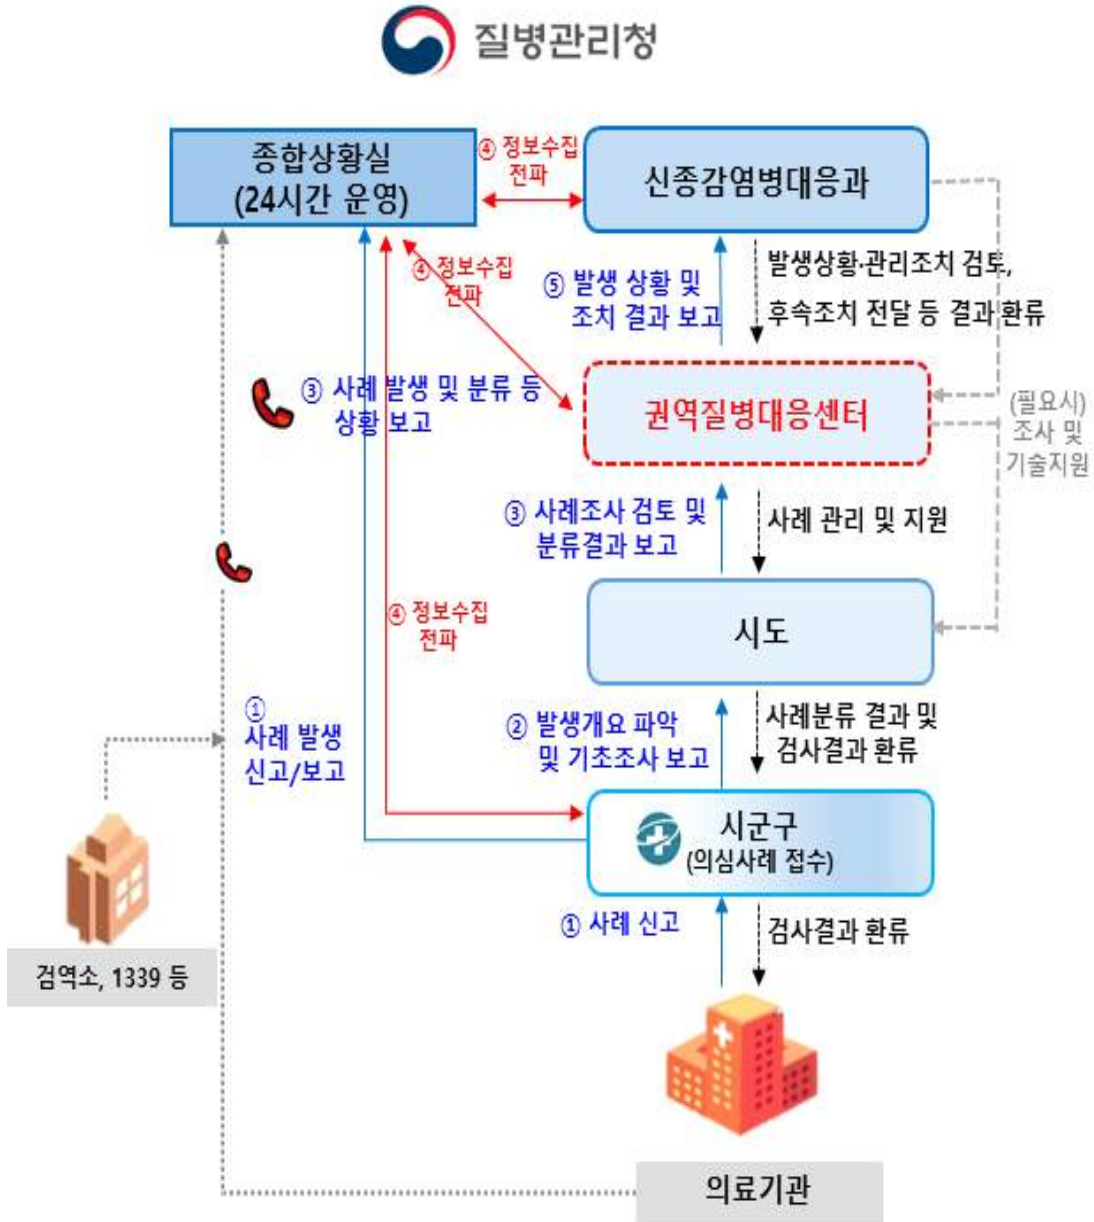 질병관리청
종합상황실
(24시간 운영)
④ 정보수집
전파
신종감염병대응과
④ 정보수집
전파
⑤ 발생 상황 및
조치 결과 보고
발생상황·관리조치 검토,
후속조치 전달 등 결과 환류
③ 사례 발생 및 분류 등
상황 보고
권역질병대응센터
(필요시)
조사 및
기술지원
③ 사례조사 검토 및
분류결과 보고
사례 관리 및 지원
④ 정보수집
전파
시도
①
사례 발생
신고/보고
② 발생개요 파악
및 기초조사 보고
사례분류 결과 및
검사결과 환류
시군구
(의심사례 접수)
① 사례 신고
검사결과 환류
검역소, 1339 등
의료기관